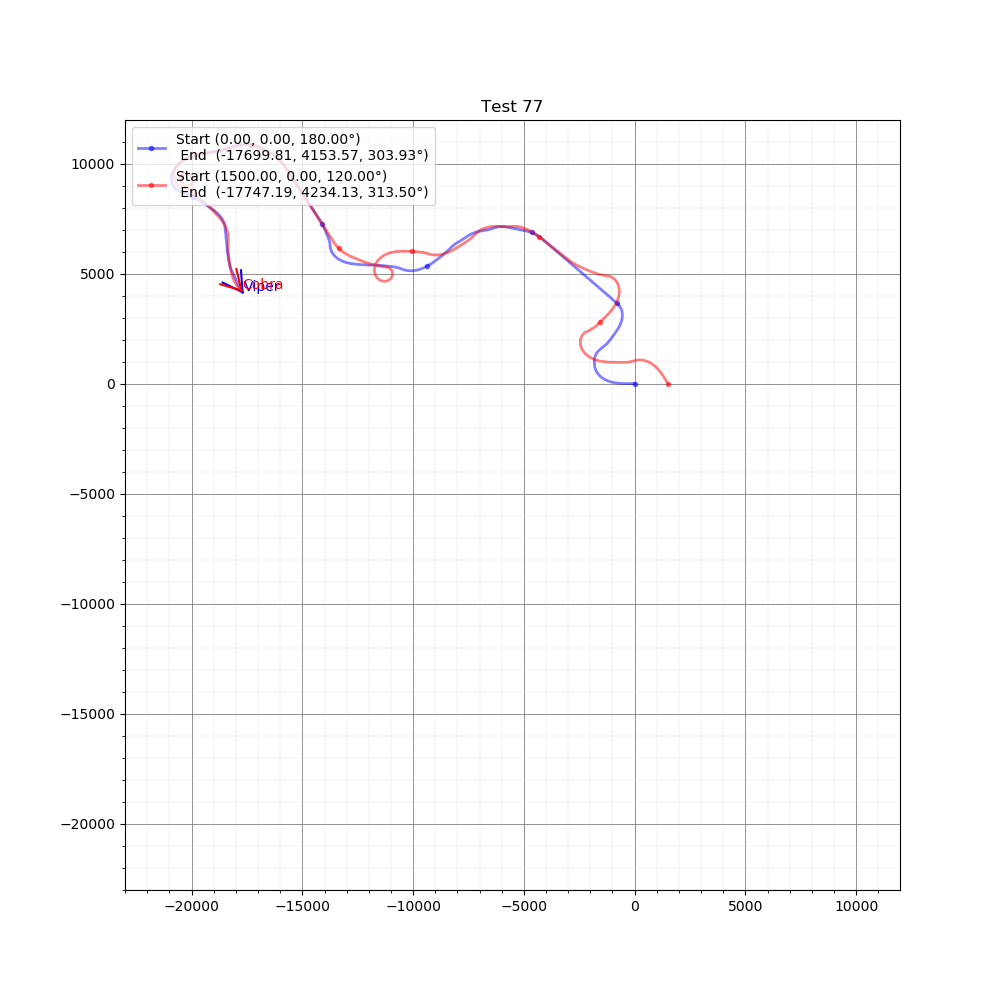 Test 77
Start (0.00, 0.00, 180.00°)
End (-17699.81, 4153.57, 303.93°)
Start (1500.00, 0.00, 120.00°)
End (-17747.19, 4234.13, 313.50°)
10000
5000
0
−5000
−10000
−15000
−20000
Cobra
Viper
−20000
−15000
−10000
−5000
0
5000
10000